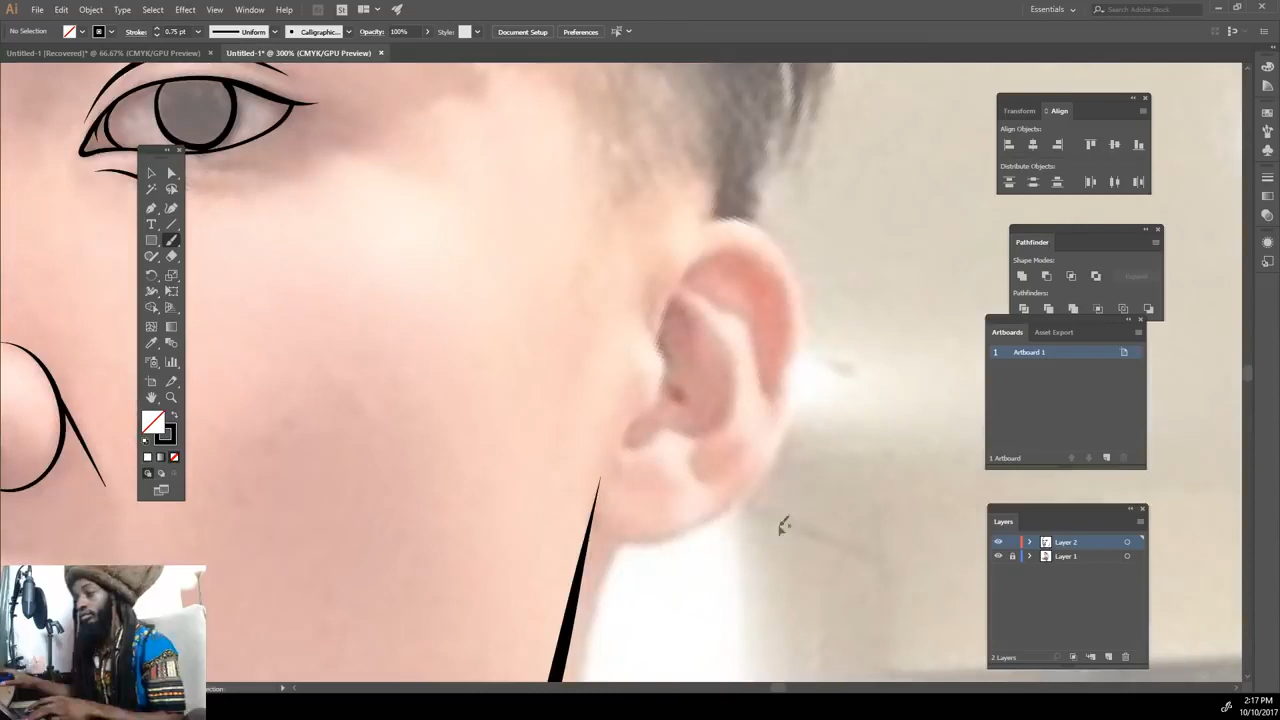 Ai File Edit Object Type Select Effect View Window Help Br St Essentials Search Adobe Stock
No Selection Stroke: 0.75 pt Uniform Calligraphic... Opacity: 100% Style: Document Setup Preferences
Untitled-1 [Recovered]* @ 66.67% (CMYK/GPU Preview) × Untitled-1* @ 300% (CMYK/GPU Preview) ×
Transform Align
Align Objects:
Distribute Objects:
Pathfinder
Shape Modes:
Expand
Pathfinders:
Artboards Asset Export
1 Artboard 1
1 Artboard
Layers
Layer 2
Layer 1
2 Layers
2:17 PM
10/10/2017